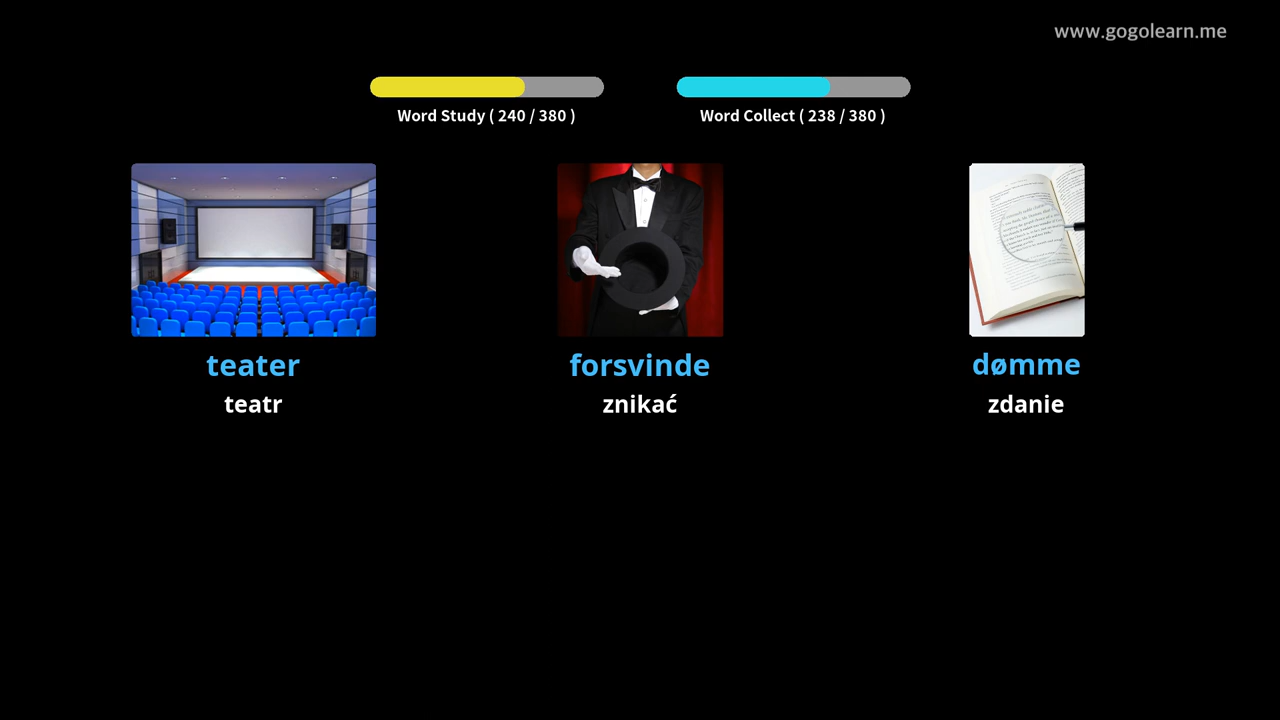 www.gogolearn.me
Word Study ( 240 / 380 )
Word Collect ( 238 / 380 )
teater
forsvinde
dømme
teatr
znikać
zdanie